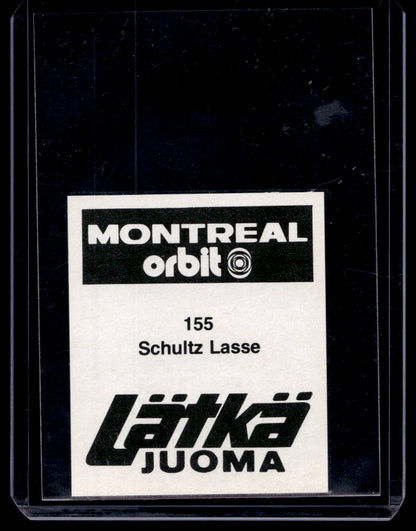 MONTREAL
orbit
155
Schultz Lasse
Lätkä
JUOMA